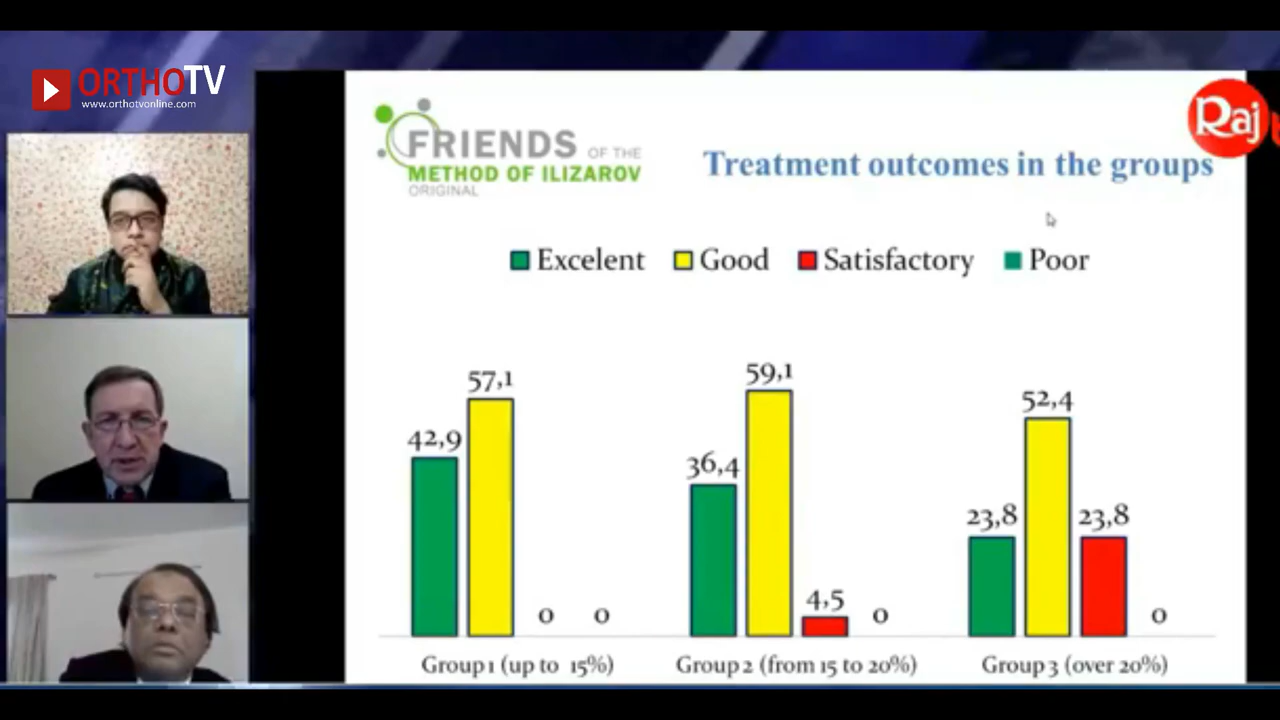 ORTHOTV
www.orthotvonline.com
FRIENDS OF THE
METHOD OF ILIZAROV
ORIGINAL
Raj
Treatment outcomes in the groups
Excelent Good Satisfactory Poor
42,9 57,1 0 0
36,4 59,1 4,5 0
23,8 52,4 23,8 0
Group 1 (up to 15%) Group 2 (from 15 to 20%) Group 3 (over 20%)